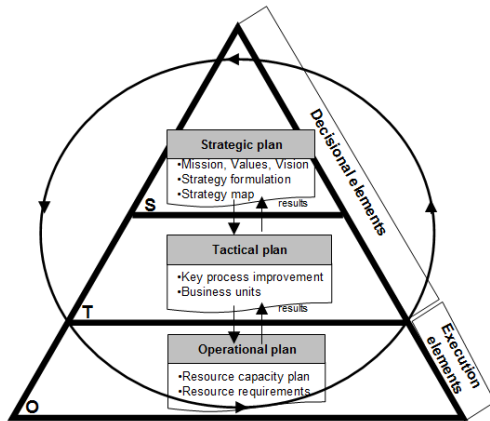 Strategic plan
•Mission, Values, Vision
•Strategy formulation
•Strategy map
results
S
Tactical plan
•Key process improvement
•Business units
results
T
Operational plan
•Resource capacity plan
•Resource requirements
O
Decisional elements
Execution
elements